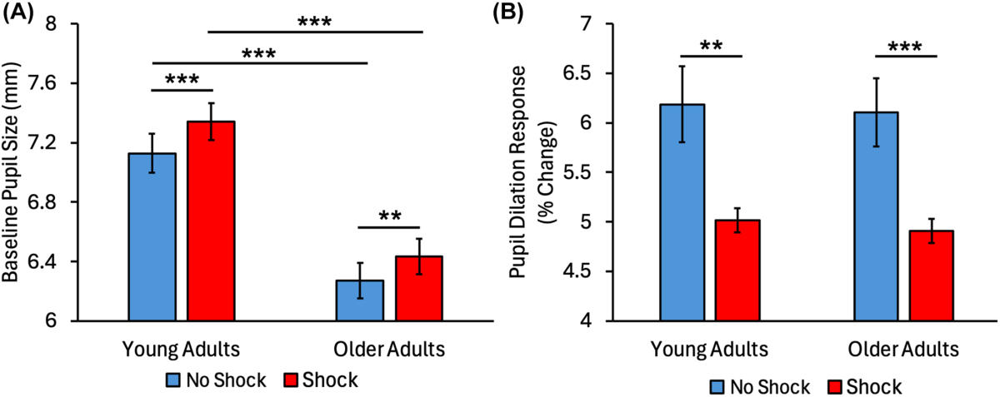 (A)
Baseline Pupil Size (mm)
8
7.6
7.2
6.8
6.4
6
***
***
***
**
Young Adults
Older Adults
No Shock
Shock
(B)
Pupil Dilation Response
(% Change)
7
6.5
6
5.5
5
4.5
4
**
***
Young Adults
Older Adults
No Shock
Shock